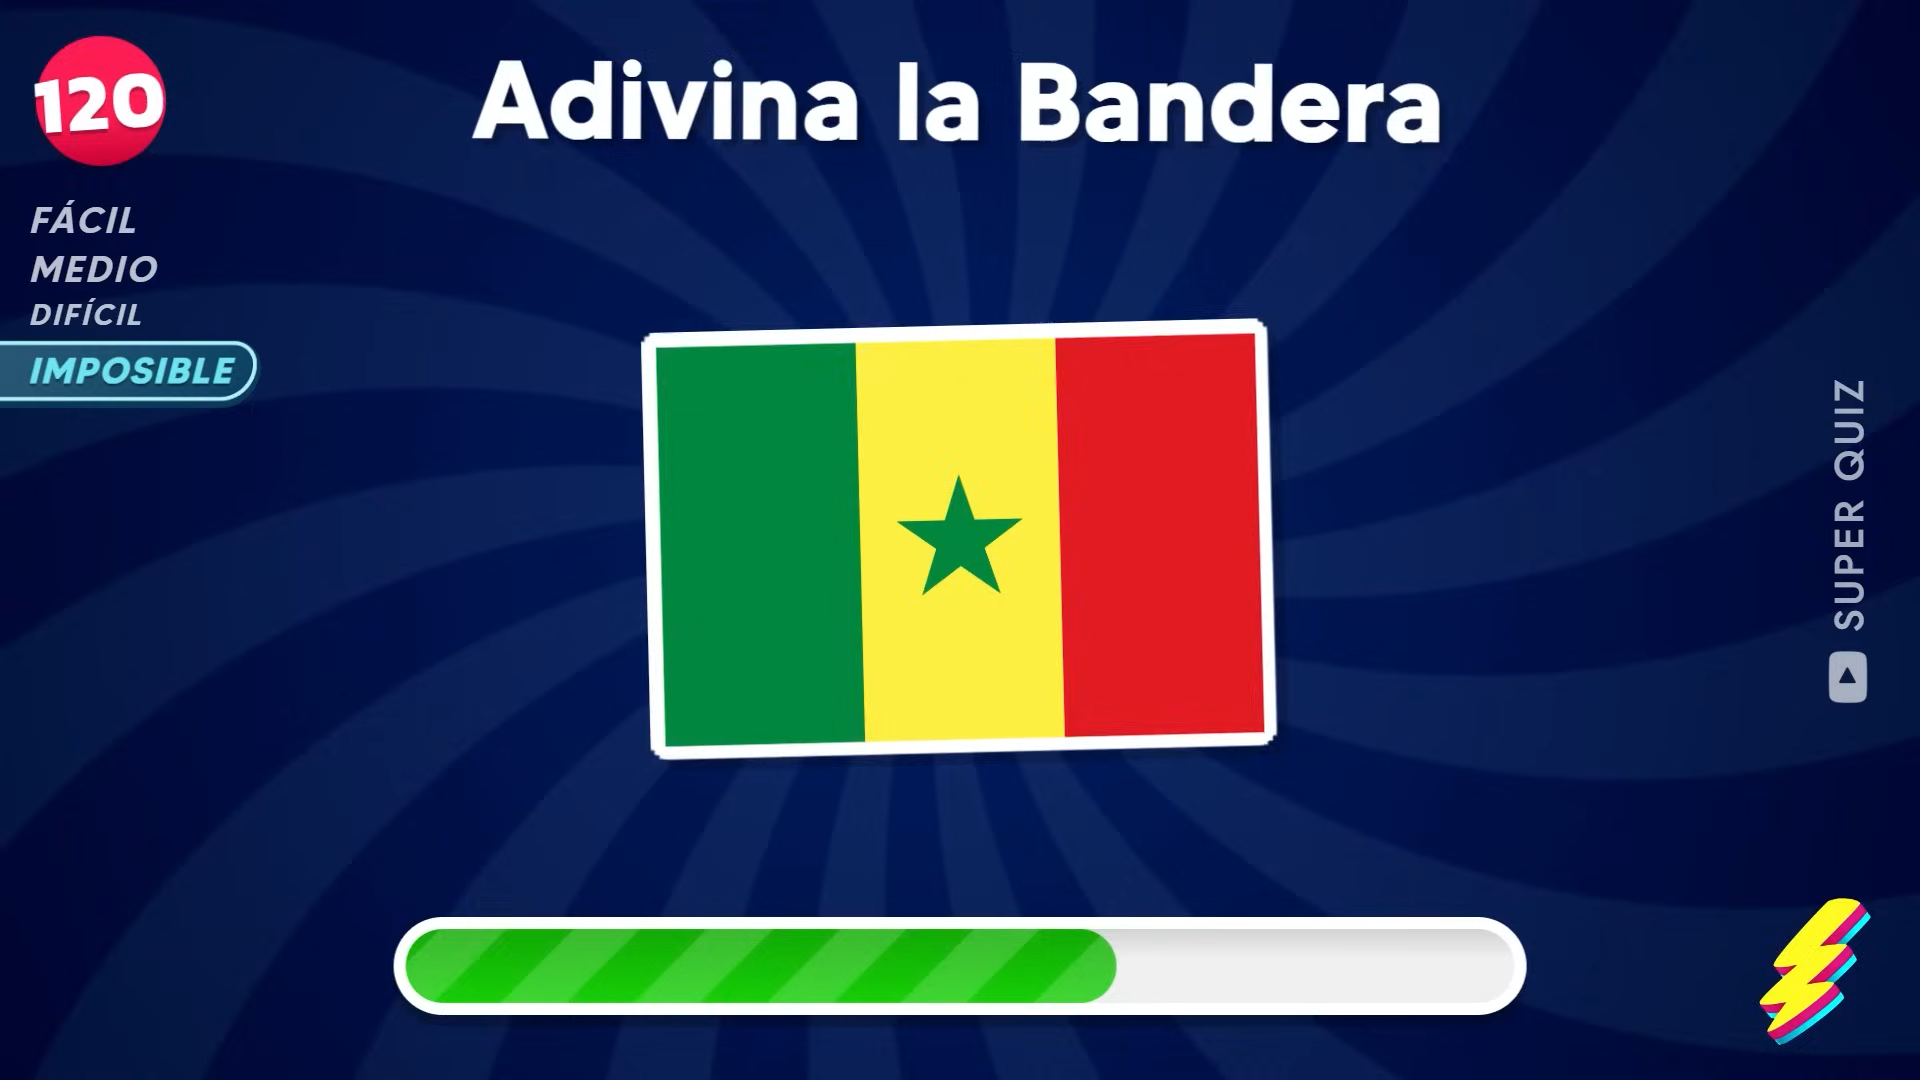 120
Adivina la Bandera
FÁCIL
MEDIO
DIFÍCIL
IMPOSIBLE
SUPER QUIZ